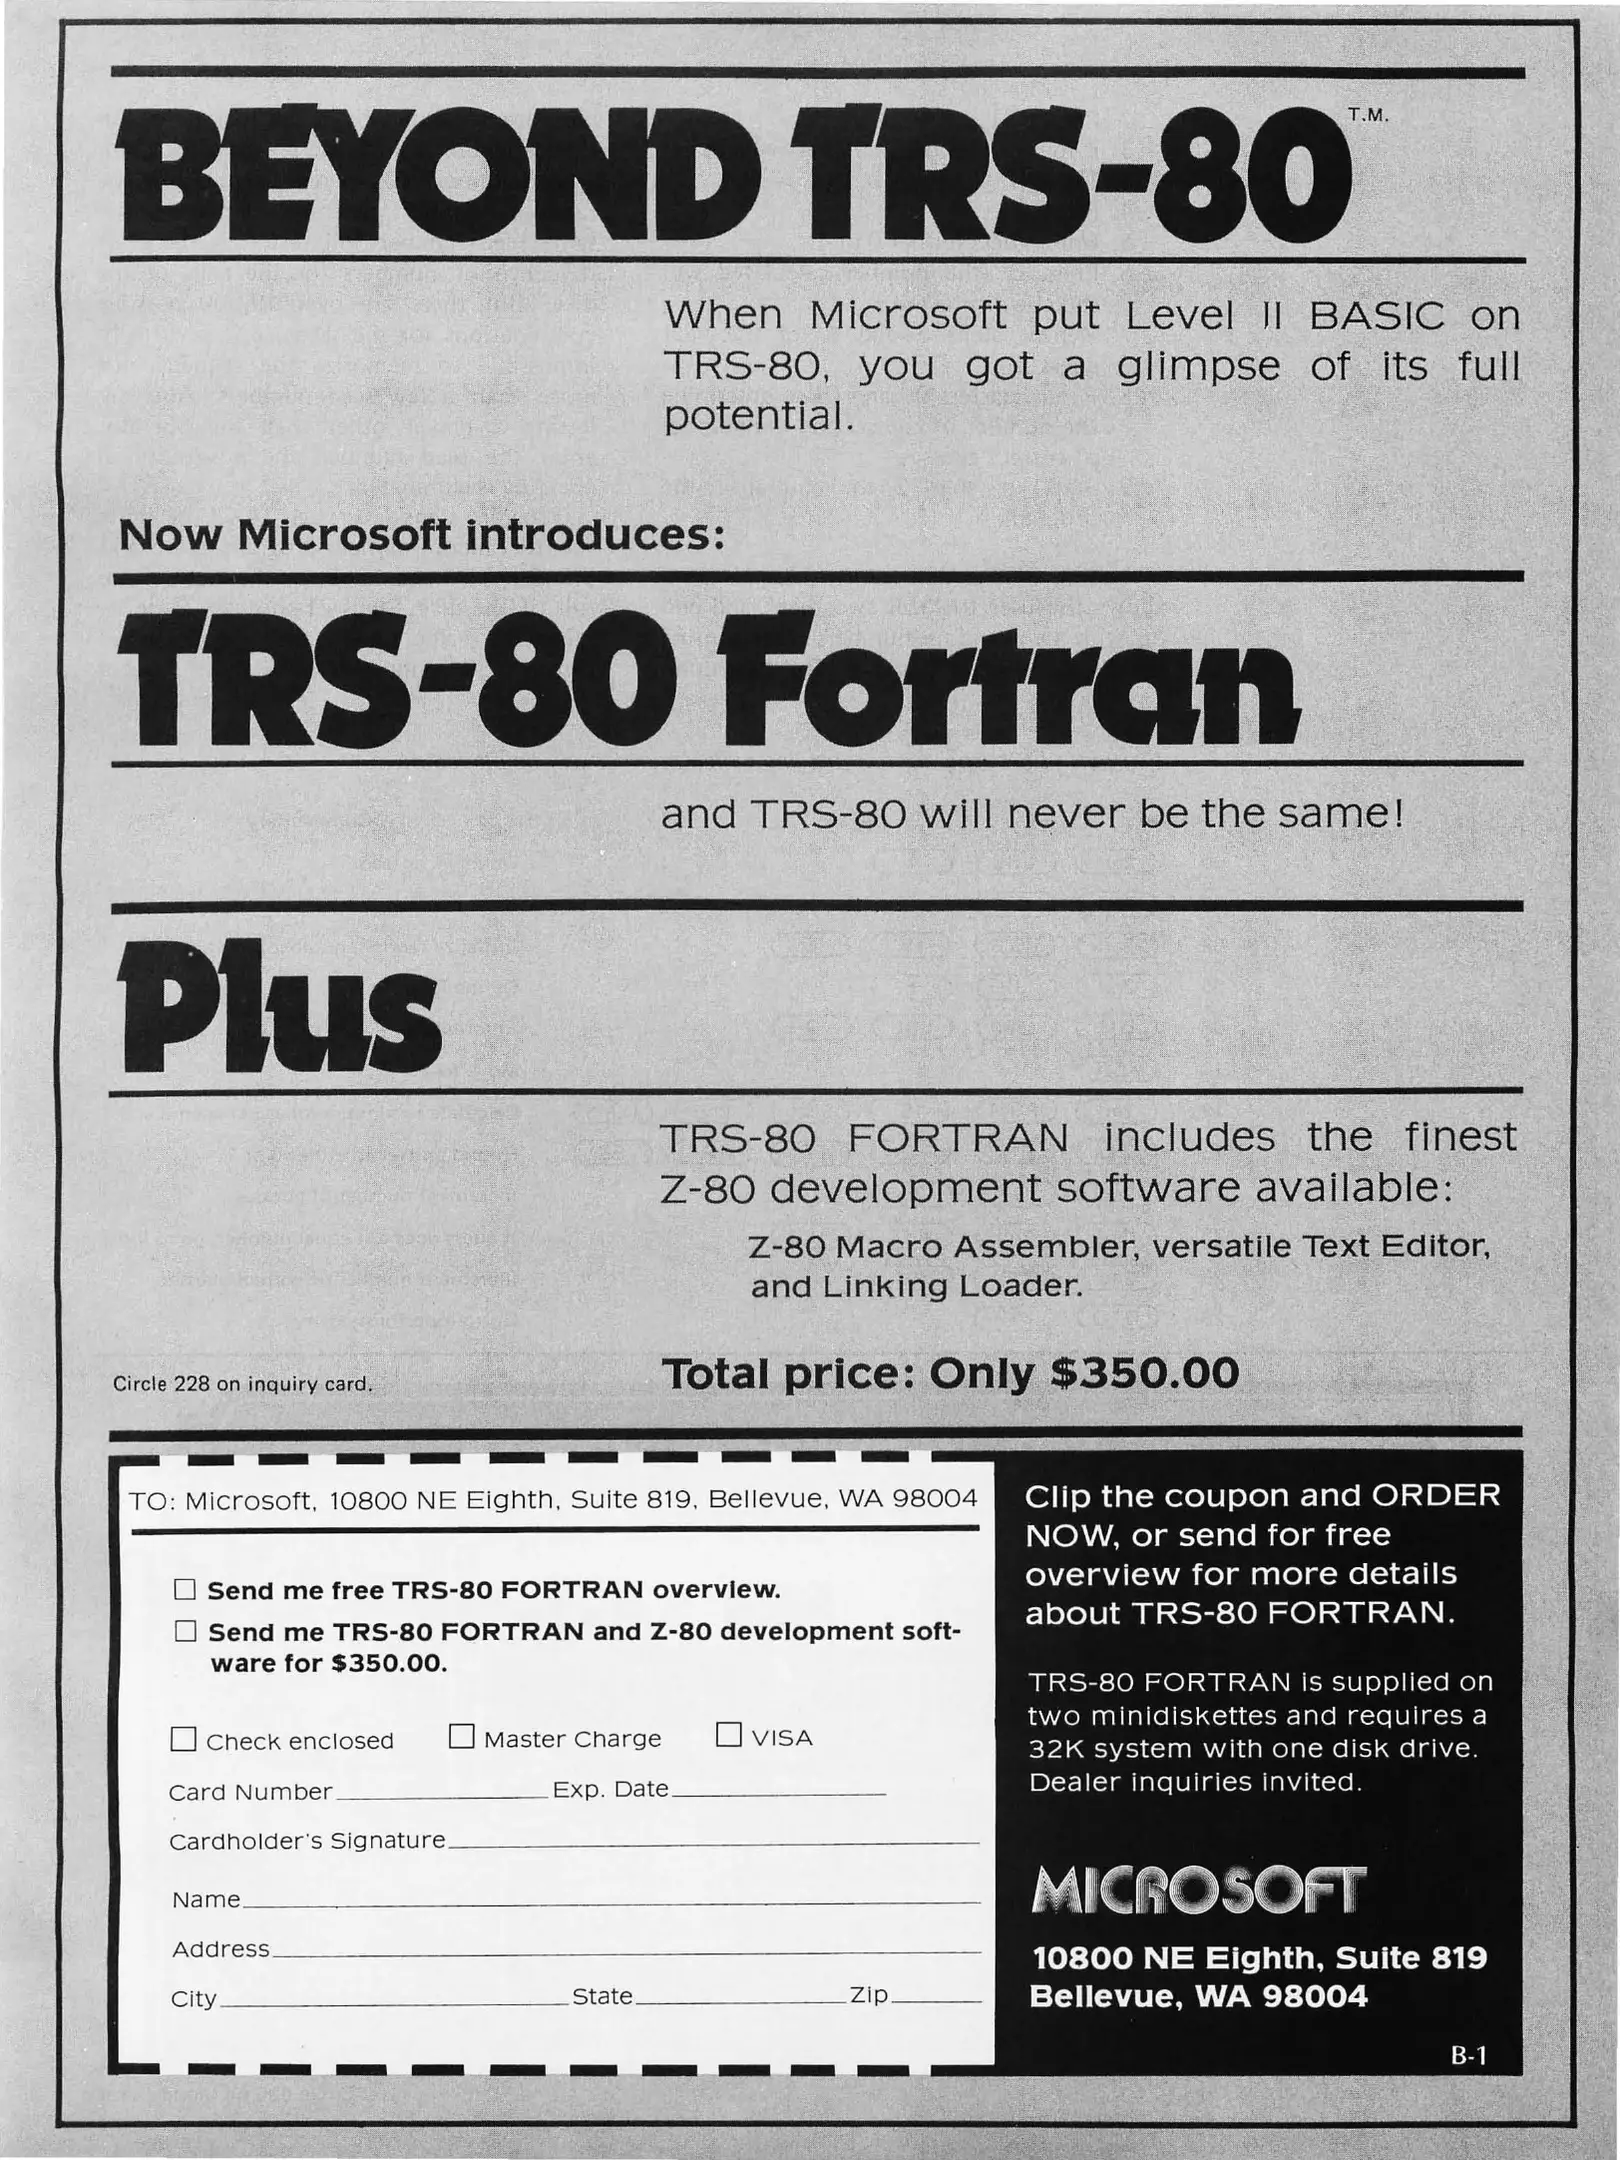 BEYOND TRS-80 T.M.
When Microsoft put Level II BASIC on
TRS-80, you got a glimpse of its full
potential.
Now Microsoft introduces:
TRS-80 Fortran
and TRS-80 will never be the same!
Plus
TRS-80 FORTRAN includes the finest
Z-80 development software available:
Z-80 Macro Assembler, versatile Text Editor,
and Linking Loader.
Circle 228 on inquiry card.
Total price: Only $350.00
TO: Microsoft, 10800 NE Eighth, Suite 819, Bellevue, WA 98004
Send me free TRS-80 FORTRAN overview.
Send me TRS-80 FORTRAN and Z-80 development soft-
ware for $350.00.
Check enclosed Master Charge VISA
Card Number Exp. Date
Cardholder's Signature
Name
Address
City State Zip
Clip the coupon and ORDER
NOW, or send for free
overview for more details
about TRS-80 FORTRAN.
TRS-80 FORTRAN is supplied on
two minidiskettes and requires a
32K system with one disk drive.
Dealer inquiries invited.
MICROSOFT
10800 NE Eighth, Suite 819
Bellevue, WA 98004
B-1